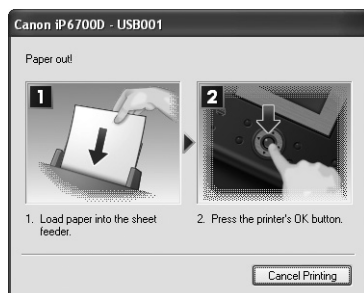 Canon iP6700D - USB001
Paper out!
1
2
1. Load paper into the sheet
feeder.
2. Press the printer's OK button.
Cancel Printing